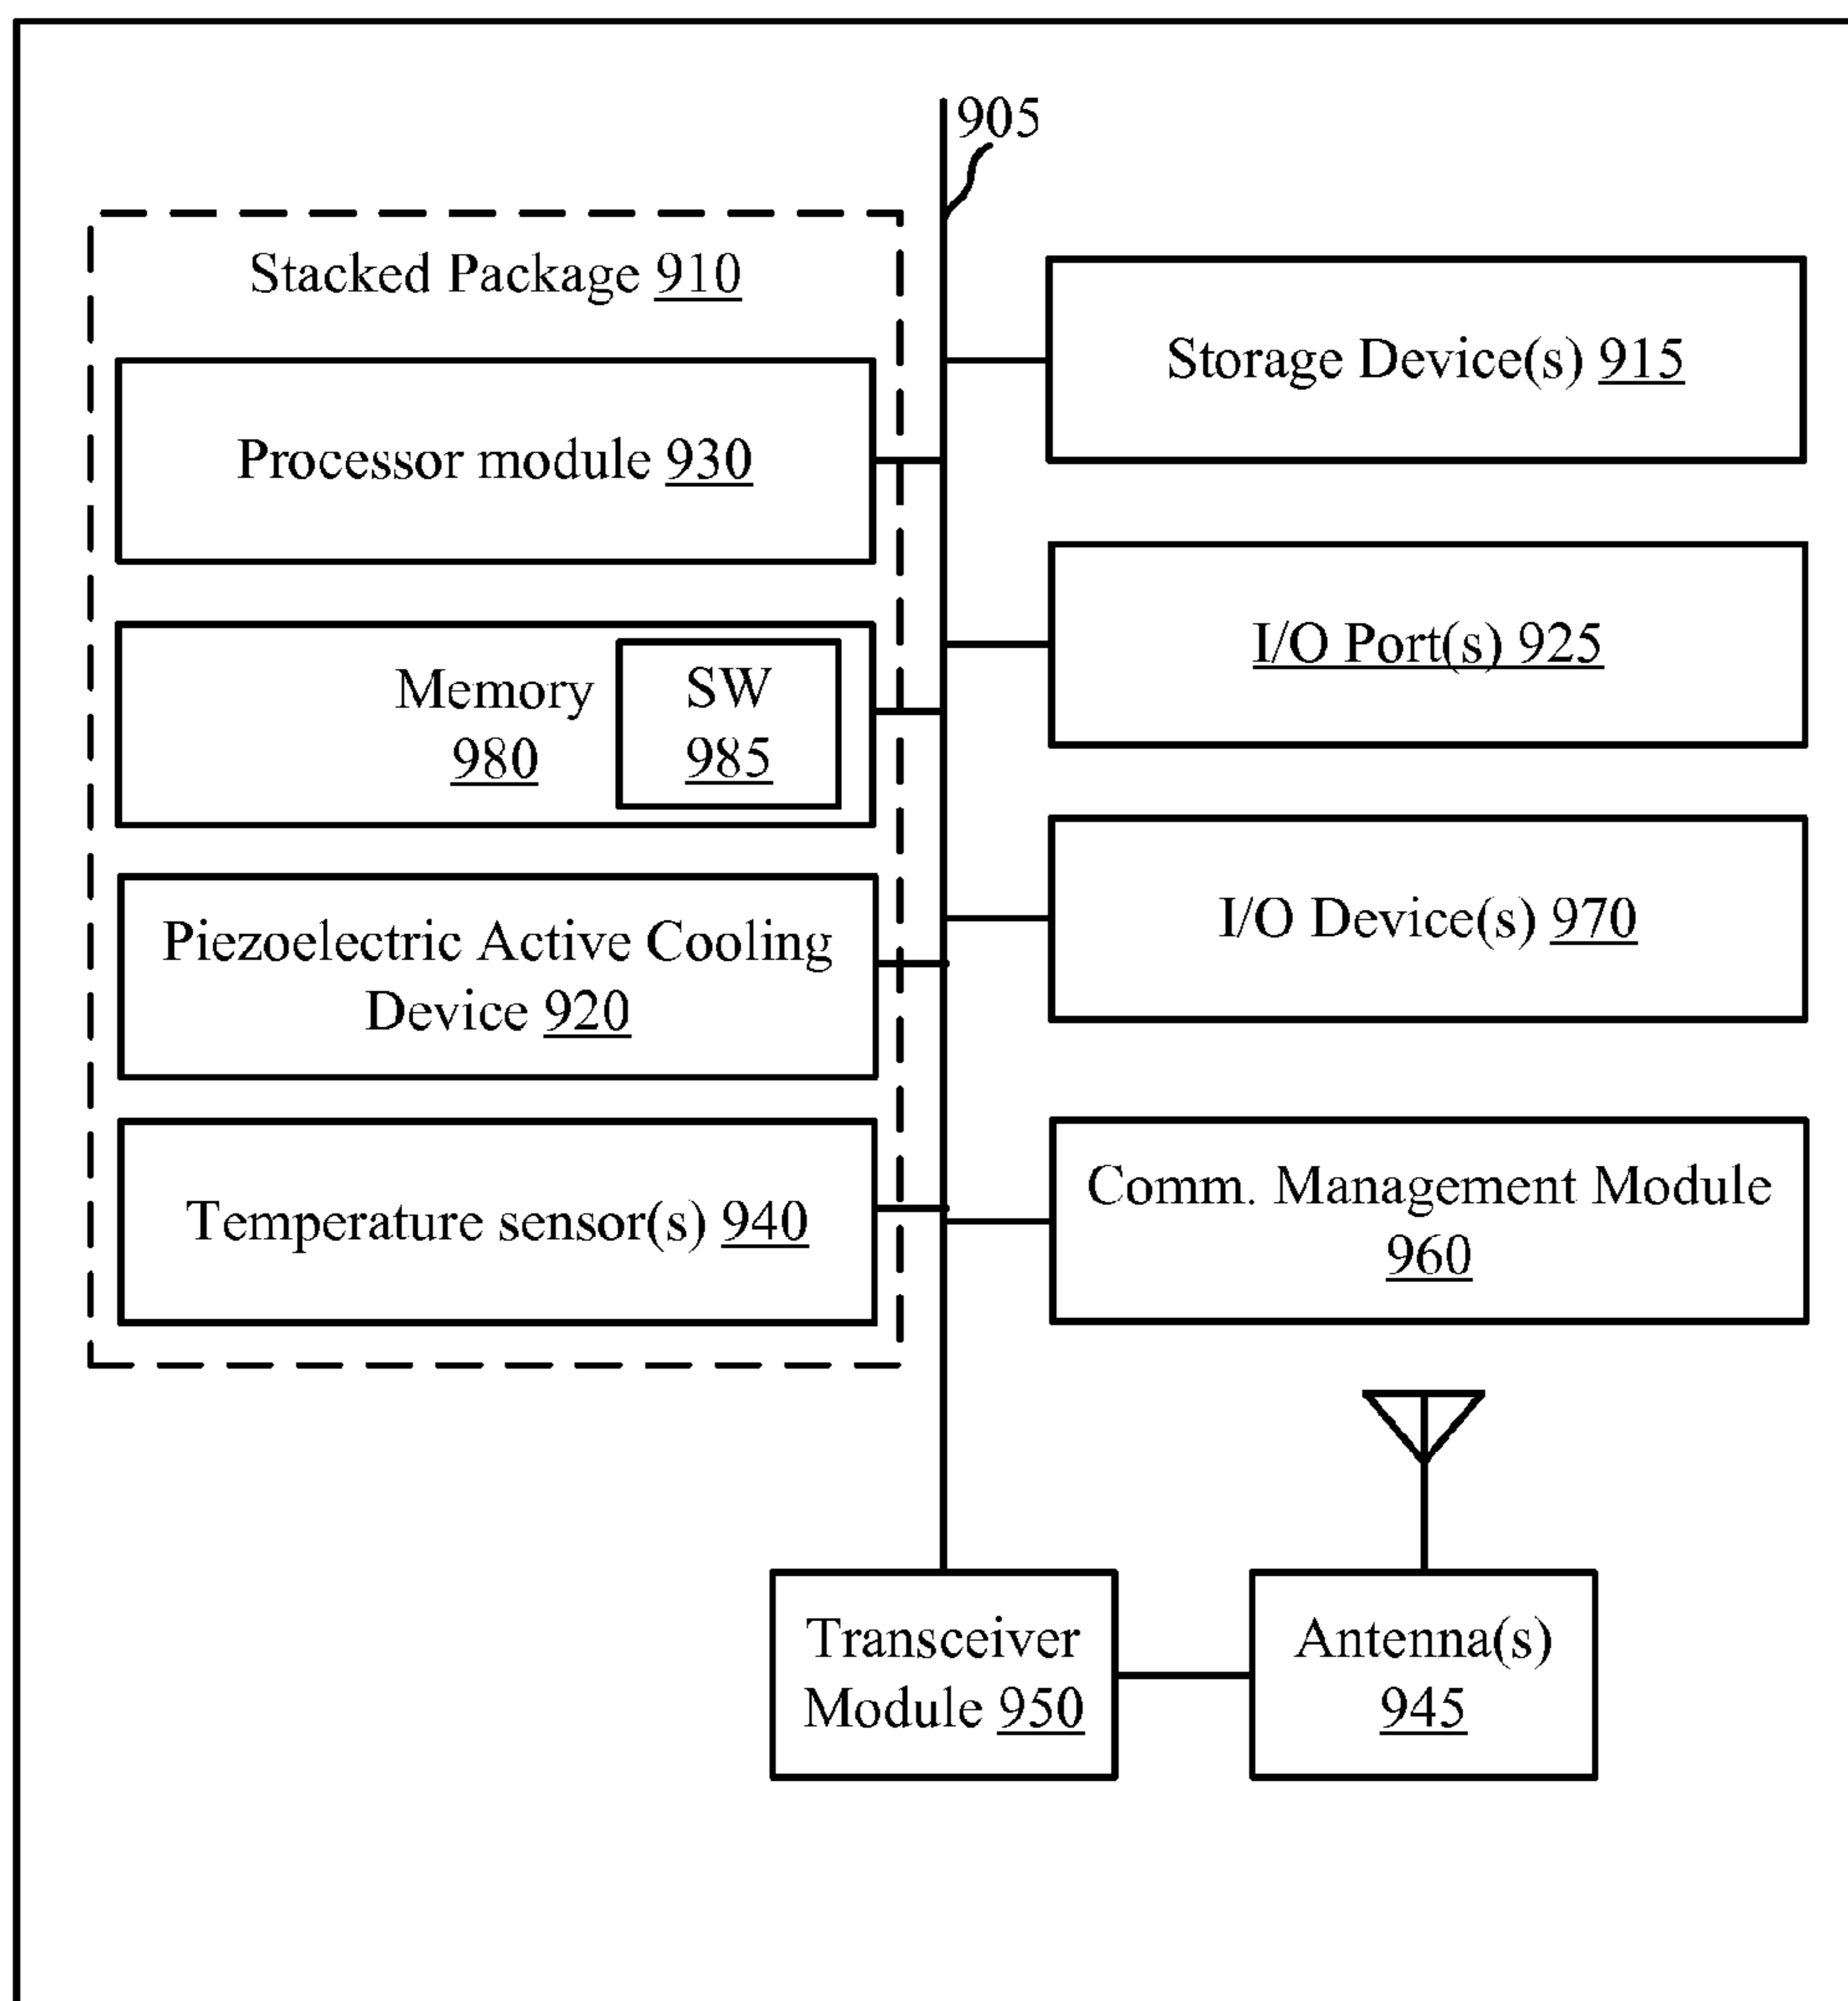 905
Stacked Package 910
Processor module 930
Memory
980
SW
985
Piezoelectric Active Cooling
Device 920
Temperature sensor(s) 940
Storage Device(s) 915
I/O Port(s) 925
I/O Device(s) 970
Comm. Management Module
960
Transceiver
Module 950
Antenna(s)
945